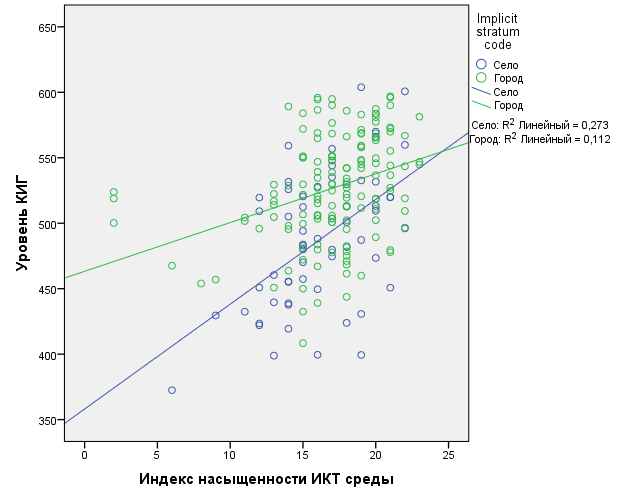 Implicit
stratum
code
Село
Город
Село
Город
Село: R² Линейный = 0,273
Город: R² Линейный = 0,112
Уровень КИГ
650
600
550
500
450
400
350
0 5 10 15 20 25
Индекс насыщенности ИКТ среды